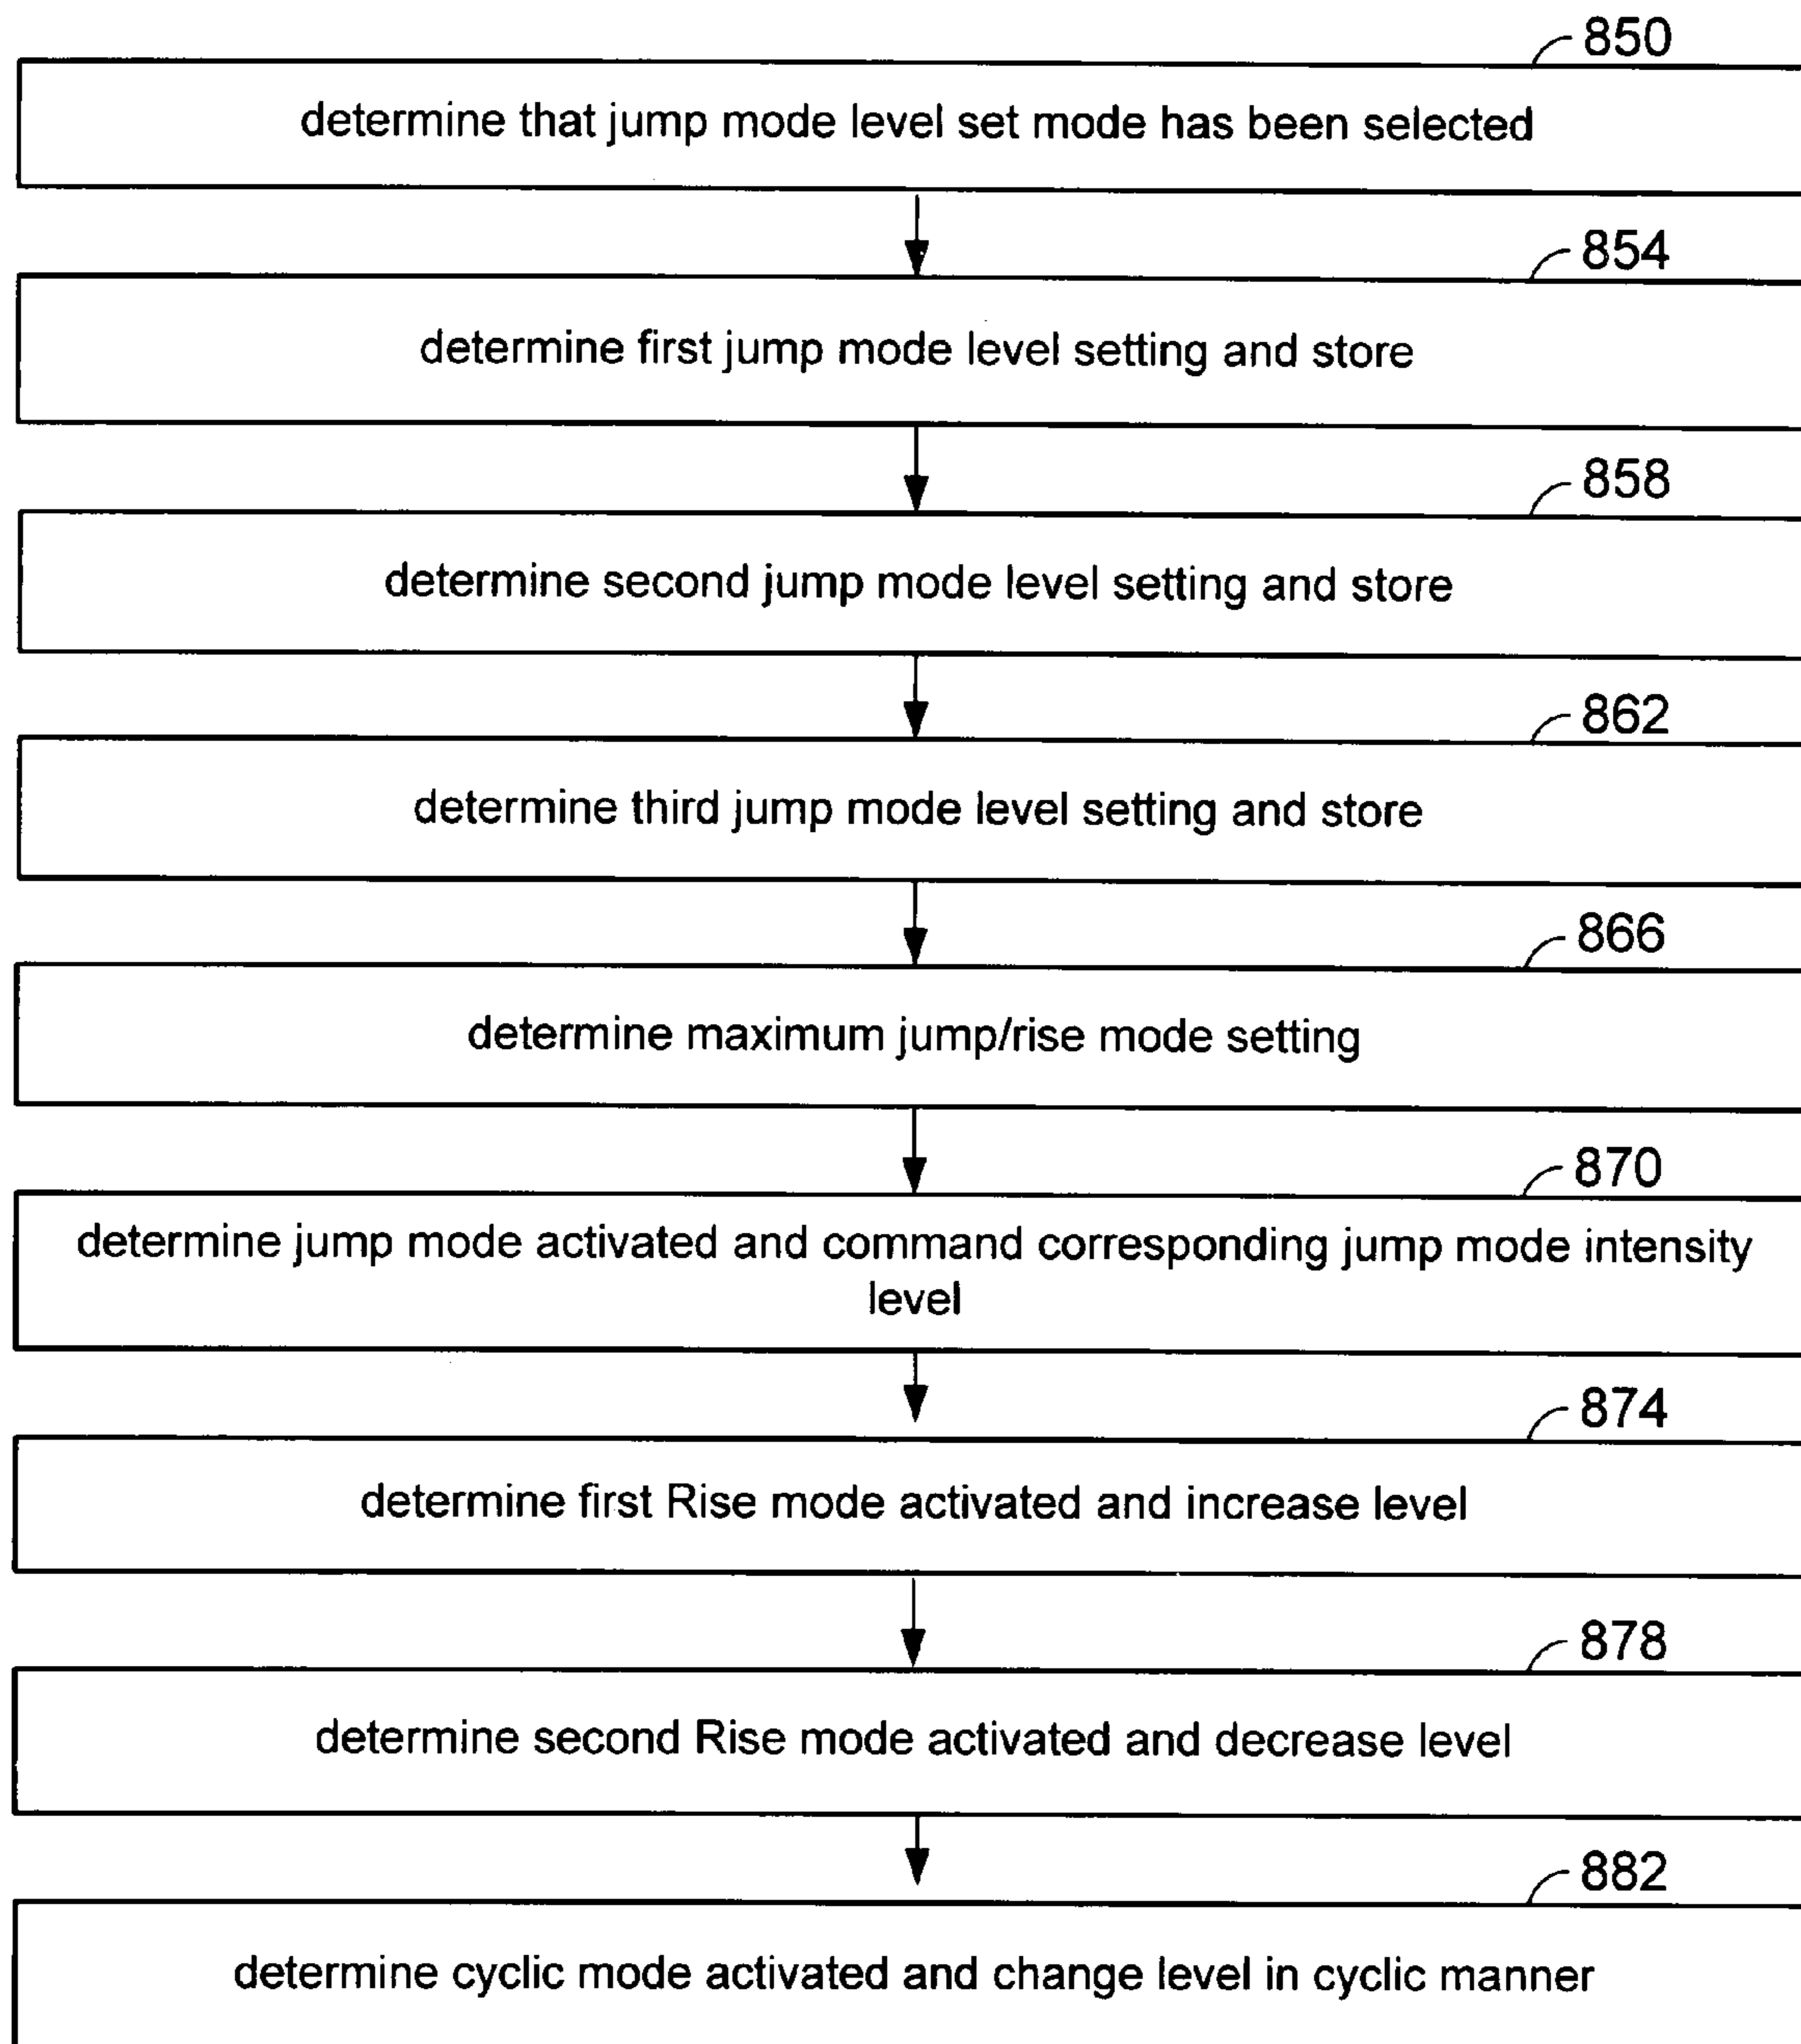 850
determine that jump mode level set mode has been selected
854
determine first jump mode level setting and store
858
determine second jump mode level setting and store
862
determine third jump mode level setting and store
866
determine maximum jump/rise mode setting
870
determine jump mode activated and command corresponding jump mode intensity
level
874
determine first Rise mode activated and increase level
878
determine second Rise mode activated and decrease level
882
determine cyclic mode activated and change level in cyclic manner